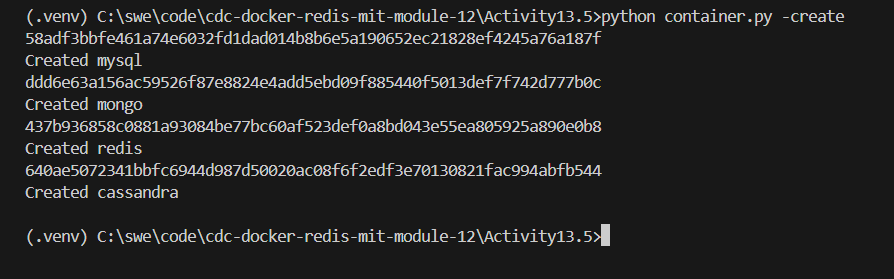 (.venv) C:\swe\code\cdc-docker-redis-mit-module-12\Activity13.5>python container.py -create
58adf3bbfe461a74e6032fd1dad014b8b6e5a190652ec21828ef4245a76a187f
Created mysql
ddd6e63a156ac59526f87e8824e4add5ebd09f885440f5013def7f742d777b0c
Created mongo
437b936858c0881a93084be77bc60af523def0a8bd043e55ea805925a890e0b8
Created redis
640ae5072341bbfc6944d987d50020ac08f6f2edf3e70130821fac994abfb544
Created cassandra
(.venv) C:\swe\code\cdc-docker-redis-mit-module-12\Activity13.5>